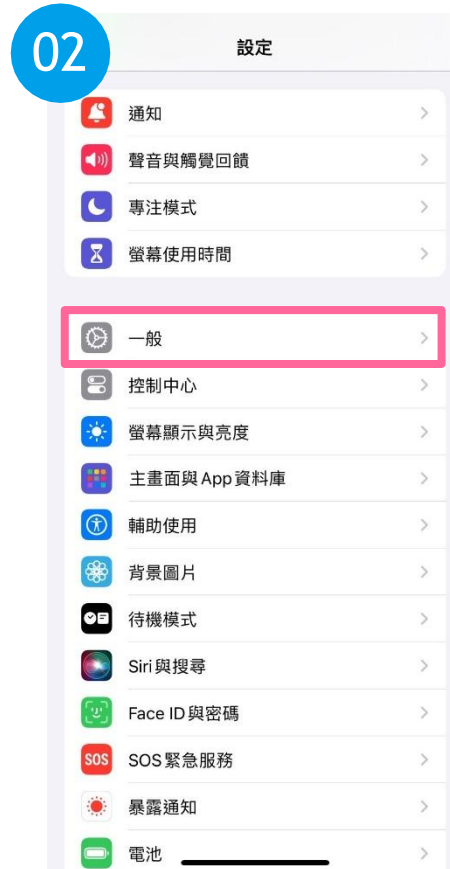 02
設定
通知
聲音與觸覺回饋
專注模式
螢幕使用時間
一般
控制中心
螢幕顯示與亮度
主畫面與App資料庫
輔助使用
背景圖片
待機模式
Siri與搜尋
Face ID與密碼
SOS SOS緊急服務
暴露通知
電池